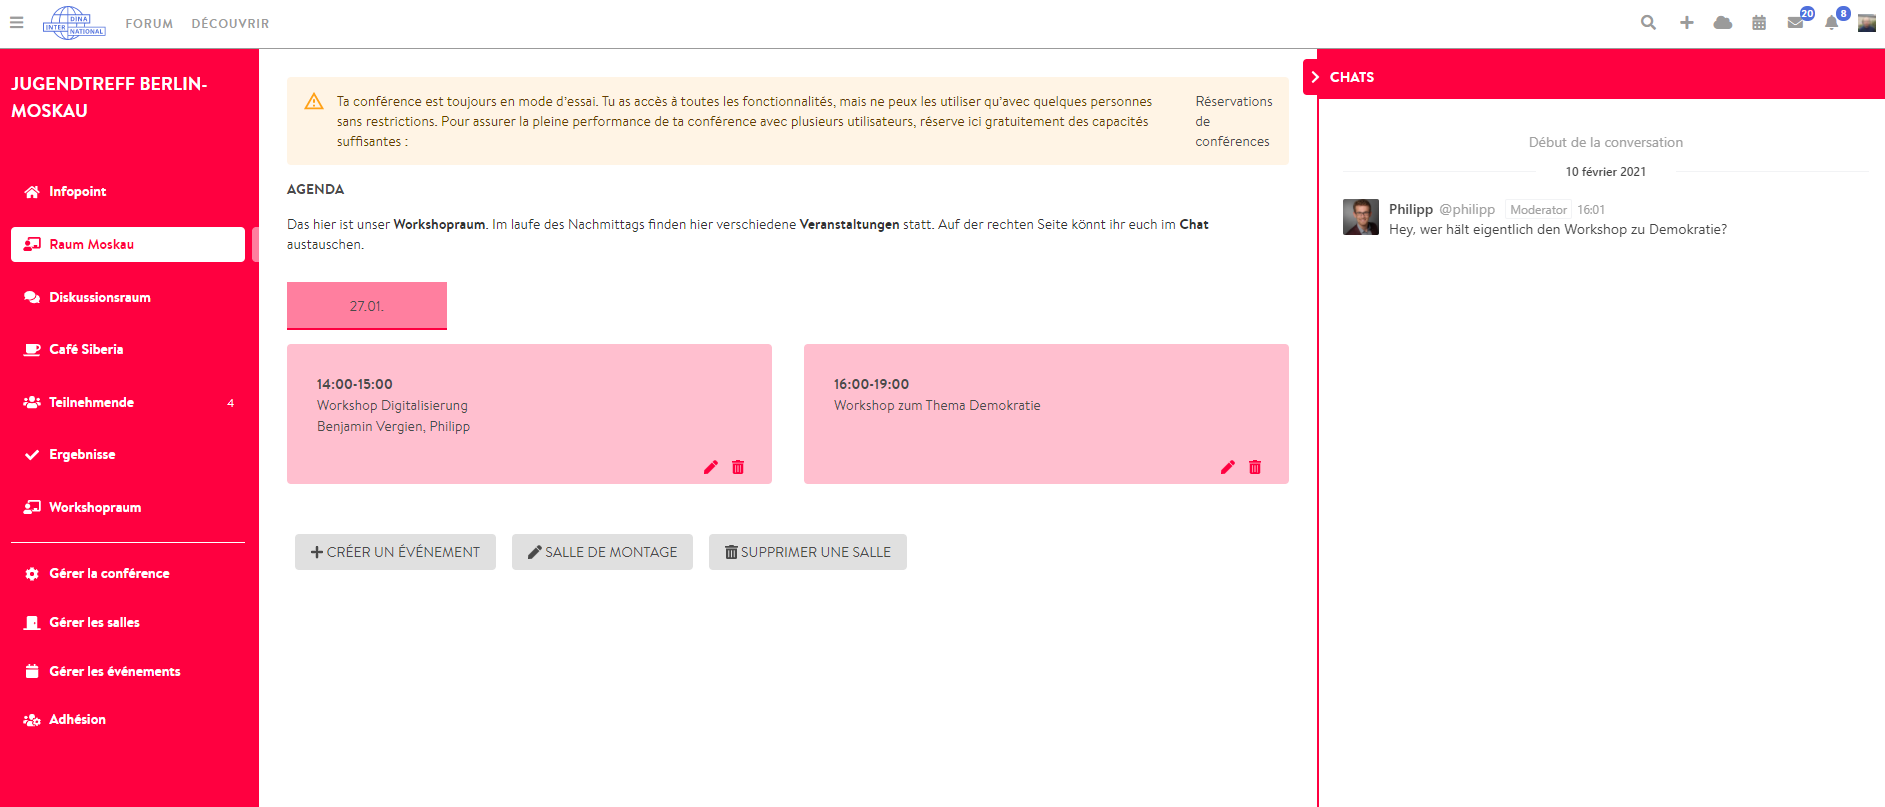 DINA
INTER
NATIONAL
FORUM
DÉCOUVRIR
20
8
JUGENDTREFF BERLIN-
MOSKAU
Infopoint
Raum Moskau
Diskussionsraum
Café Siberia
Teilnehmende 4
Ergebnisse
Workshopraum
Gérer la conférence
Gérer les salles
Gérer les événements
Adhésion
Ta conférence est toujours en mode d'essai. Tu as accès à toutes les fonctionnalités, mais ne peux les utiliser qu'avec quelques personnes
sans restrictions. Pour assurer la pleine performance de ta conférence avec plusieurs utilisateurs, réserve ici gratuitement des capacités
suffisantes :
Réservations
de
conférences
AGENDA
Das hier ist unser Workshopraum. Im laufe des Nachmittags finden hier verschiedene Veranstaltungen statt. Auf der rechten Seite könnt ihr euch im Chat
austauschen.
27.01.
14:00-15:00
Workshop Digitalisierung
Benjamin Vergien, Philipp
16:00-19:00
Workshop zum Thema Demokratie
CRÉER UN ÉVÉNEMENT
SALLE DE MONTAGE
SUPPRIMER UNE SALLE
CHATS
Début de la conversation
10 février 2021
Philipp @philipp Moderator 16:01
Hey, wer hält eigentlich den Workshop zu Demokratie?